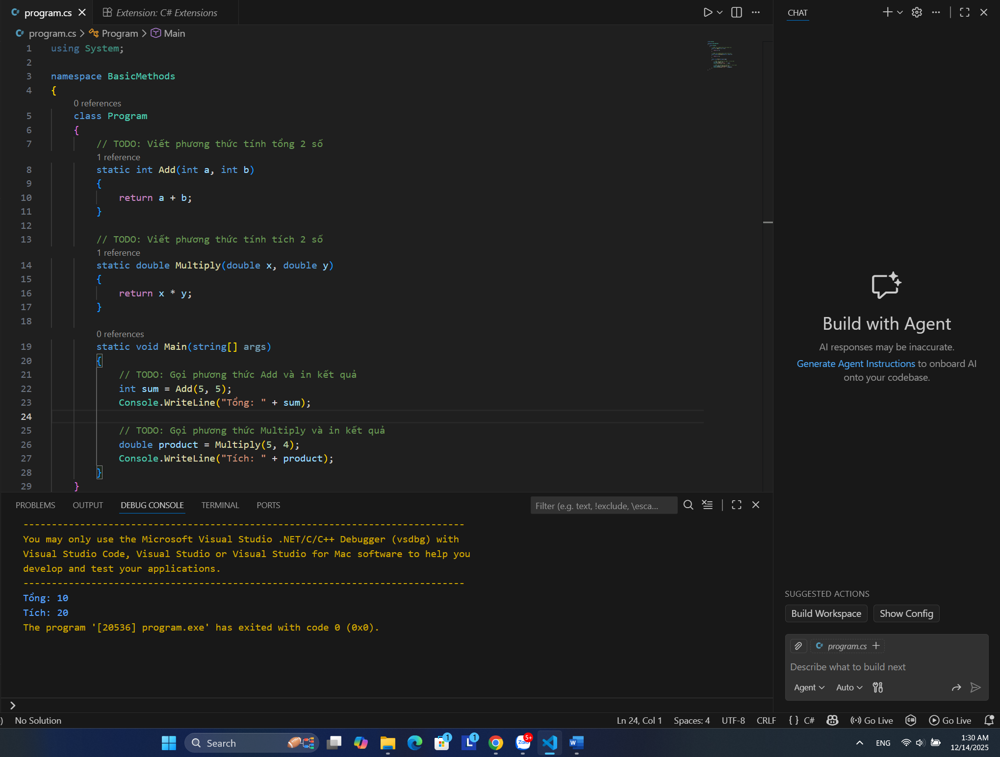 program.cs
Extension: C# Extensions
program.cs > Program > Main
1 using System;
2
3 namespace BasicMethods
4 {
0 references
5 class Program
6 {
7 // TODO: Viết phương thức tính tổng 2 số
1 reference
8 static int Add(int a, int b)
9 {
10 return a + b;
11 }
12
13 // TODO: Viết phương thức tính tích 2 số
1 reference
14 static double Multiply(double x, double y)
15 {
16 return x * y;
17 }
18
0 references
19 static void Main(string[] args)
20 {
21 // TODO: Gọi phương thức Add và in kết quả
22 int sum = Add(5, 5);
23 Console.WriteLine("Tổng: " + sum);
24
25 // TODO: Gọi phương thức Multiply và in kết quả
26 double product = Multiply(5, 4);
27 Console.WriteLine("Tích: " + product);
28 }
29 }
PROBLEMS OUTPUT DEBUG CONSOLE TERMINAL PORTS
Filter (e.g. text, !exclude, \esca...
------------------------------------------------------------------------------
You may only use the Microsoft Visual Studio .NET/C/C++ Debugger (vsdbg) with
Visual Studio Code, Visual Studio or Visual Studio for Mac software to help you
develop and test your applications.
------------------------------------------------------------------------------
Tổng: 10
Tích: 20
The program '[20536] program.exe' has exited with code 0 (0x0).
CHAT
Build with Agent
AI responses may be inaccurate.
Generate Agent Instructions to onboard AI
onto your codebase.
SUGGESTED ACTIONS
Build Workspace Show Config
program.cs
Describe what to build next
Agent Auto
No Solution Ln 24, Col 1 Spaces: 4 UTF-8 CRLF { } C# Go Live Go Live
Search
1
L 1
Zalo 5+
W
ENG
1:30 AM
12/14/2025